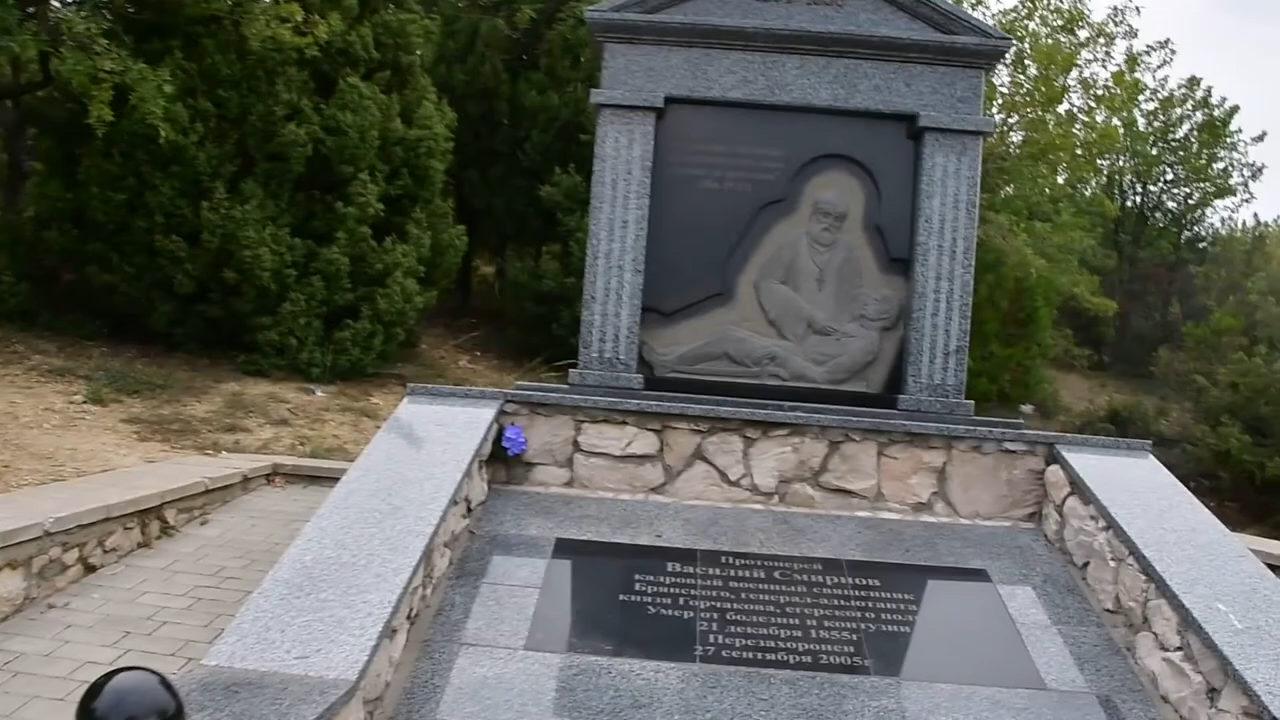 Протоиерей
Василий Смирнов
кадровый военный священник
Брянского, генерал-адъютанта
князя Горчакова, егерского пол
Умер от болезни и контузии
21 декабря 1855г
Перезахоронен
27 сентября 2005г